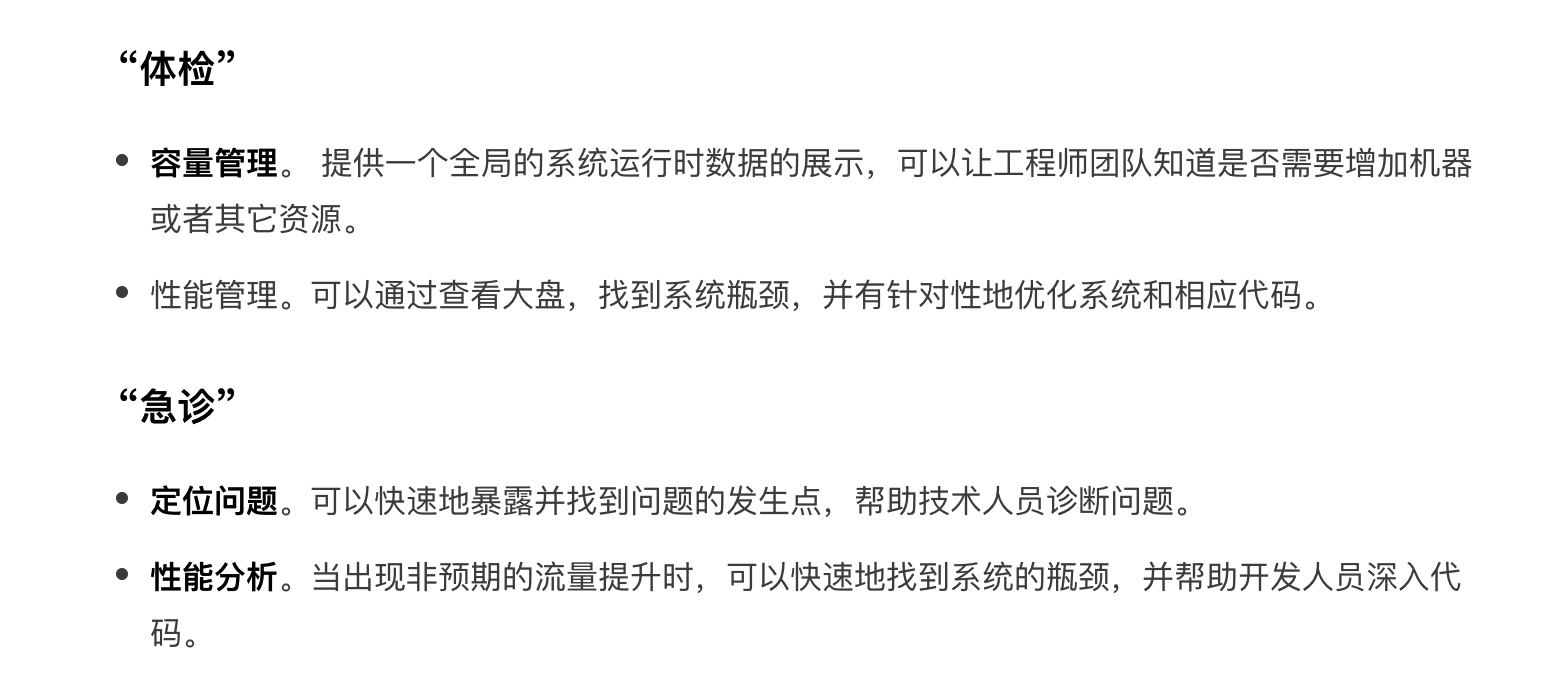 “体检”
• 容量管理。 提供一个全局的系统运行时数据的展示，可以让工程师团队知道是否需要增加机器
或者其它资源。
• 性能管理。可以通过查看大盘，找到系统瓶颈，并有针对性地优化系统和相应代码。
“急诊”
• 定位问题。可以快速地暴露并找到问题的发生点，帮助技术人员诊断问题。
• 性能分析。当出现非预期的流量提升时，可以快速地找到系统的瓶颈，并帮助开发人员深入代
码。